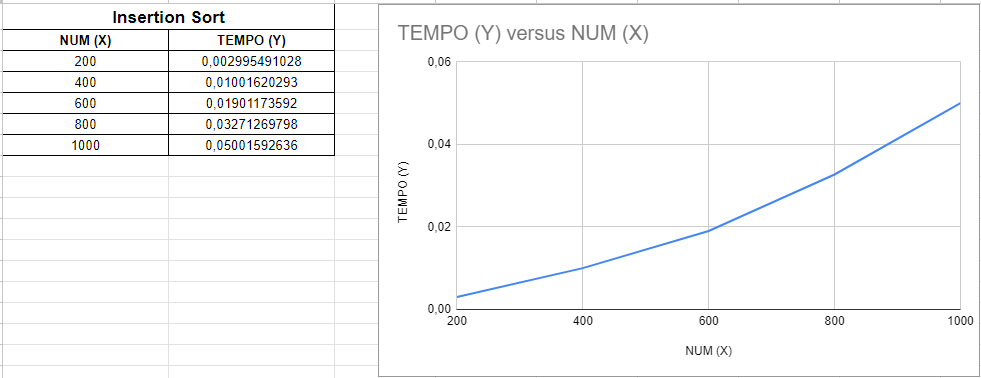 Insertion Sort
NUM (X) TEMPO (Y)
200 0,002995491028
400 0,01001620293
600 0,01901173592
800 0,03271269798
1000 0,05001592636
TEMPO (Y) versus NUM (X)
0,06
0,04
0,02
0,00
TEMPO (Y)
200 400 600 800 1000
NUM (X)